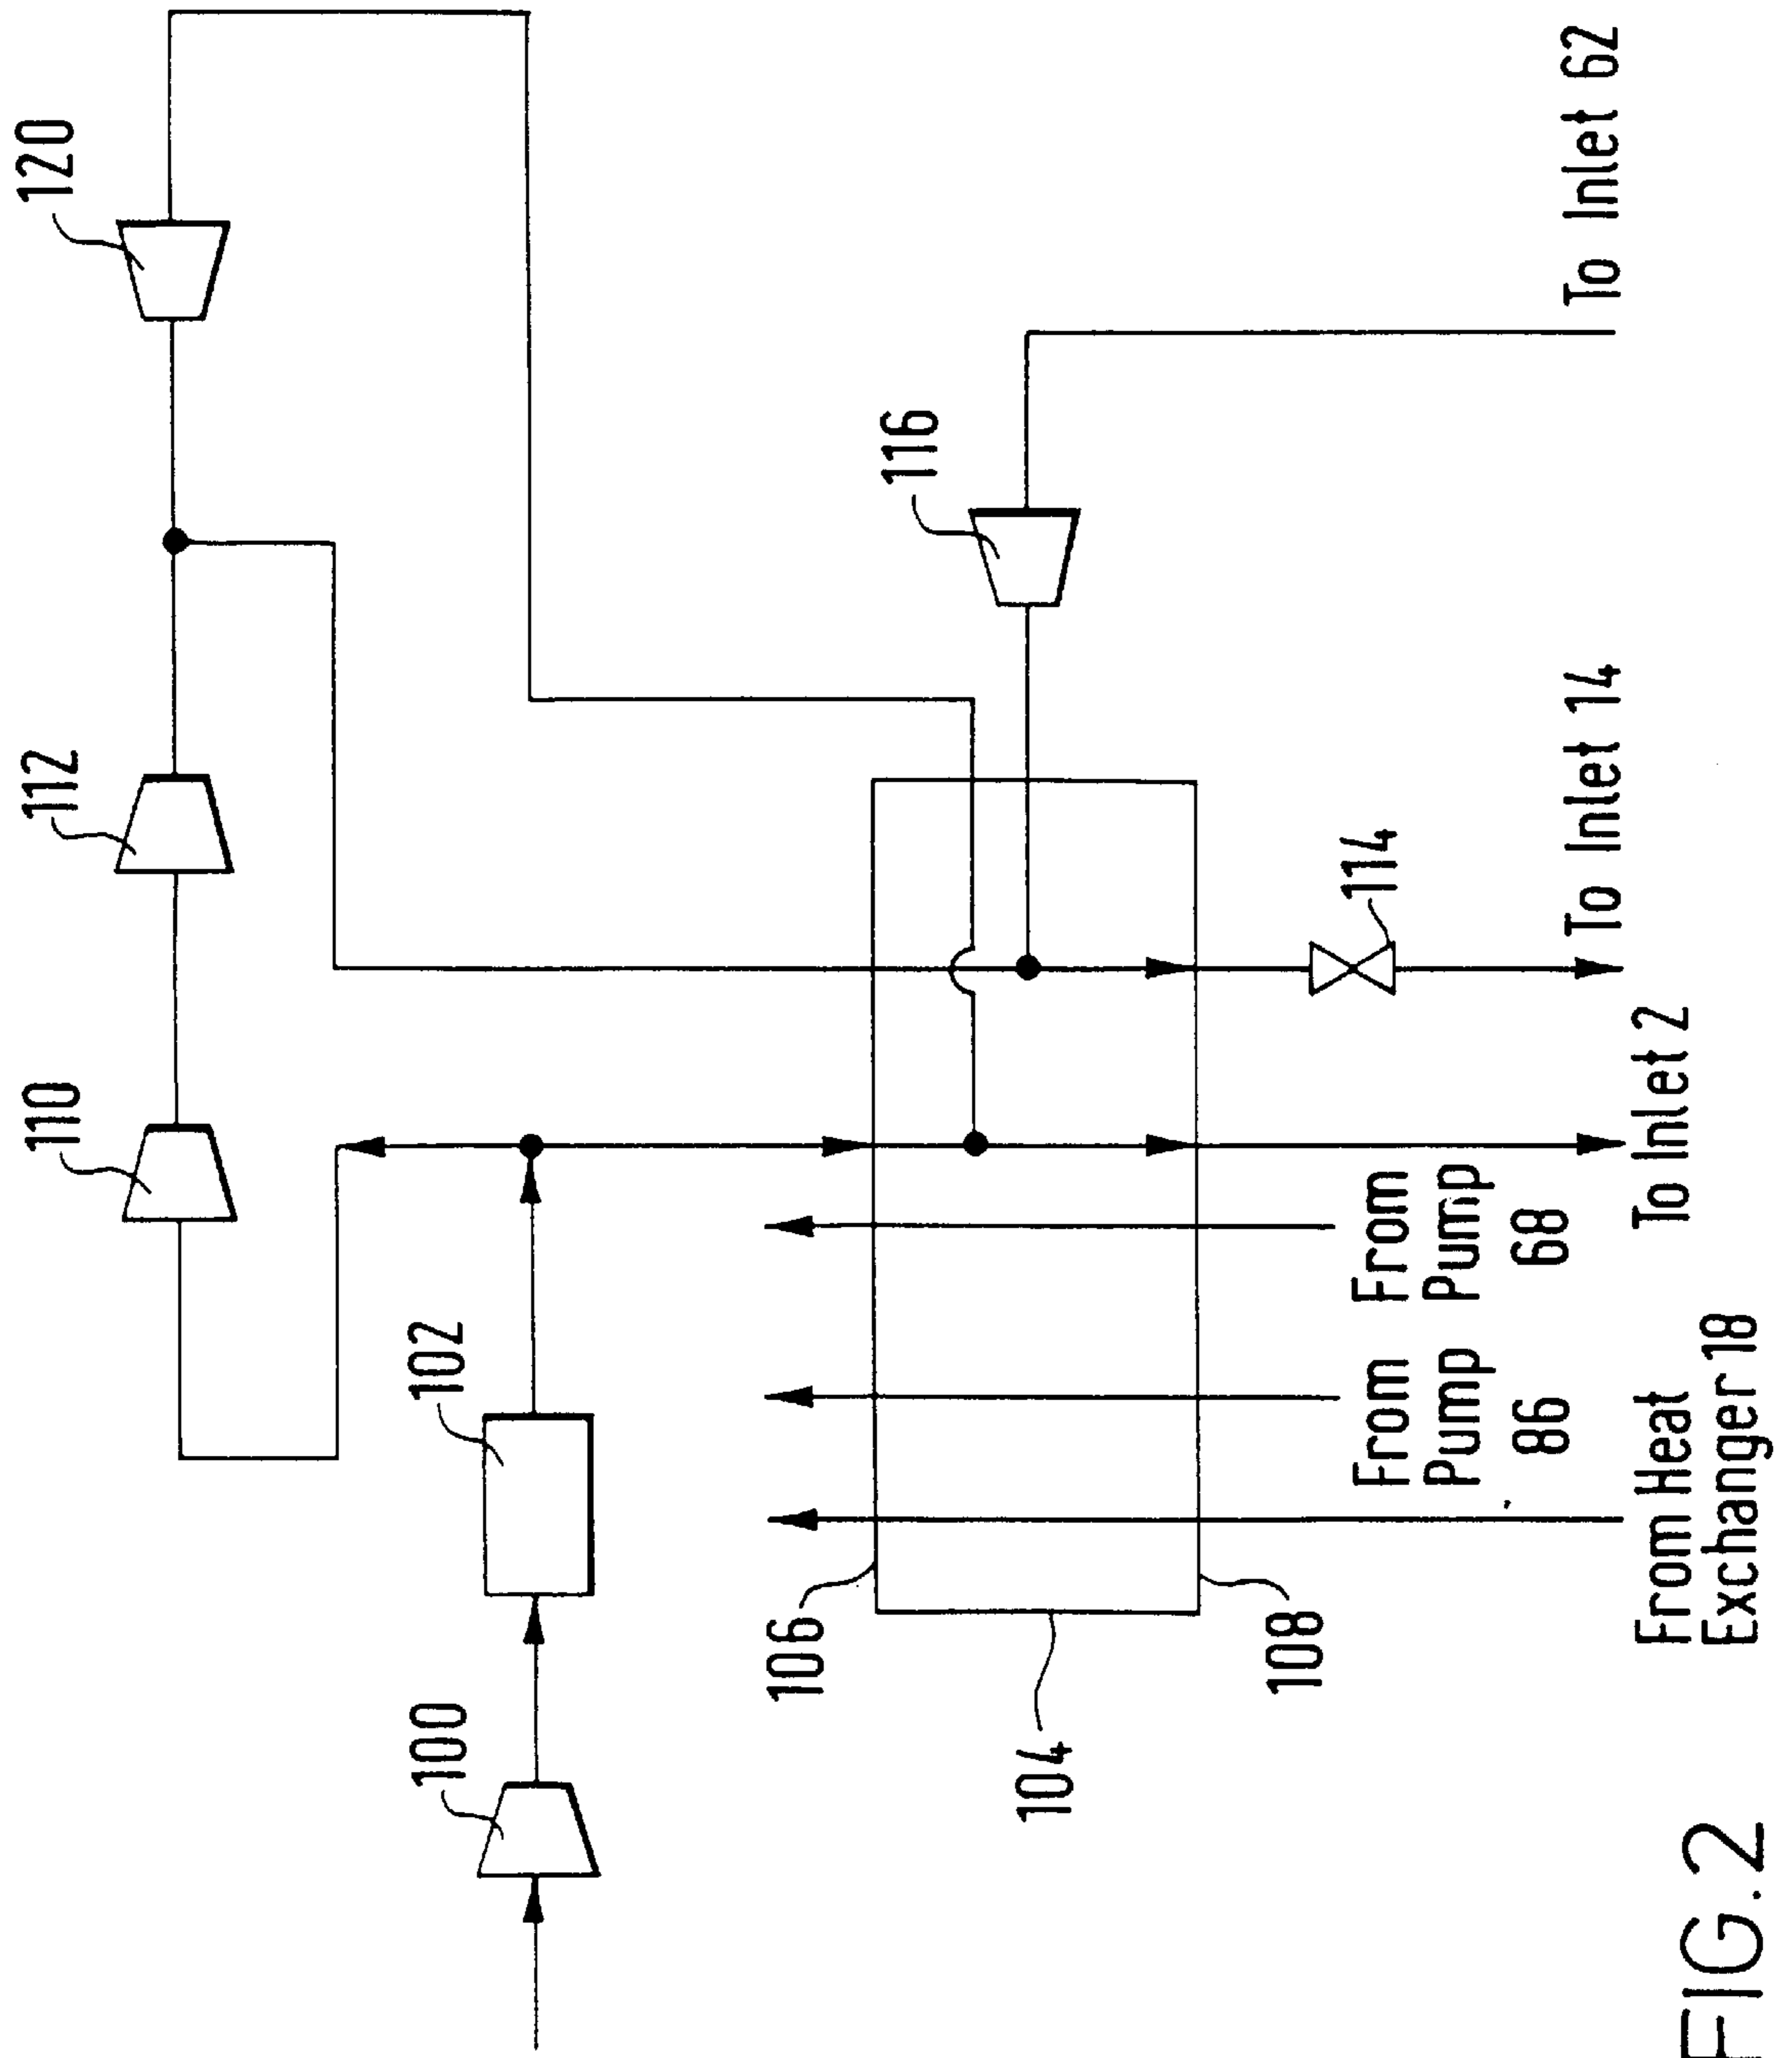 120
112
110
102
100
116
106
104
108
114
From
Pump
68
From
Pump
86
From Heat
Exchanger 18
To Inlet 2
To Inlet 14
To Inlet 62
FIG.2